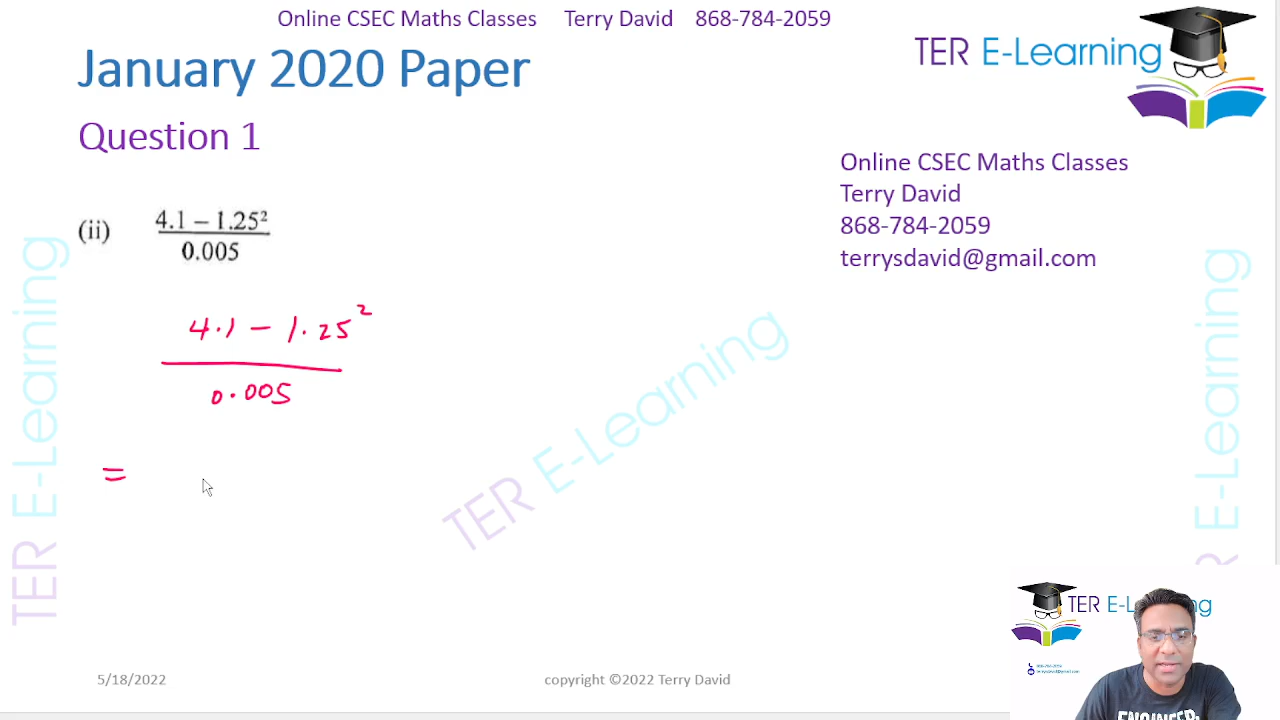 Online CSEC Maths Classes Terry David 868-784-2059
TER E-Learning
January 2020 Paper
Question 1
Online CSEC Maths Classes
Terry David
868-784-2059
terrysdavid@gmail.com
(ii) 4.1 – 1.25²
0.005
4.1 – 1.25²
0.005
=
TER E-Learning
TER E-Learning
TER E-Learning
TER E-Le
5/18/2022
copyright ©2022 Terry David
ENGINEER